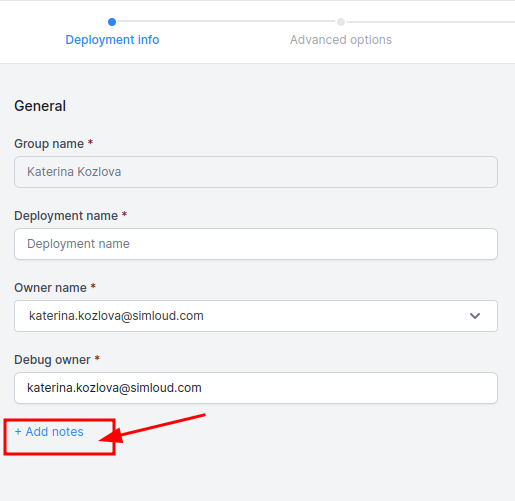 Deployment info
Advanced options
General
Group name *
Katerina Kozlova
Deployment name *
Deployment name
Owner name *
katerina.kozlova@simloud.com
Debug owner *
katerina.kozlova@simloud.com
+ Add notes